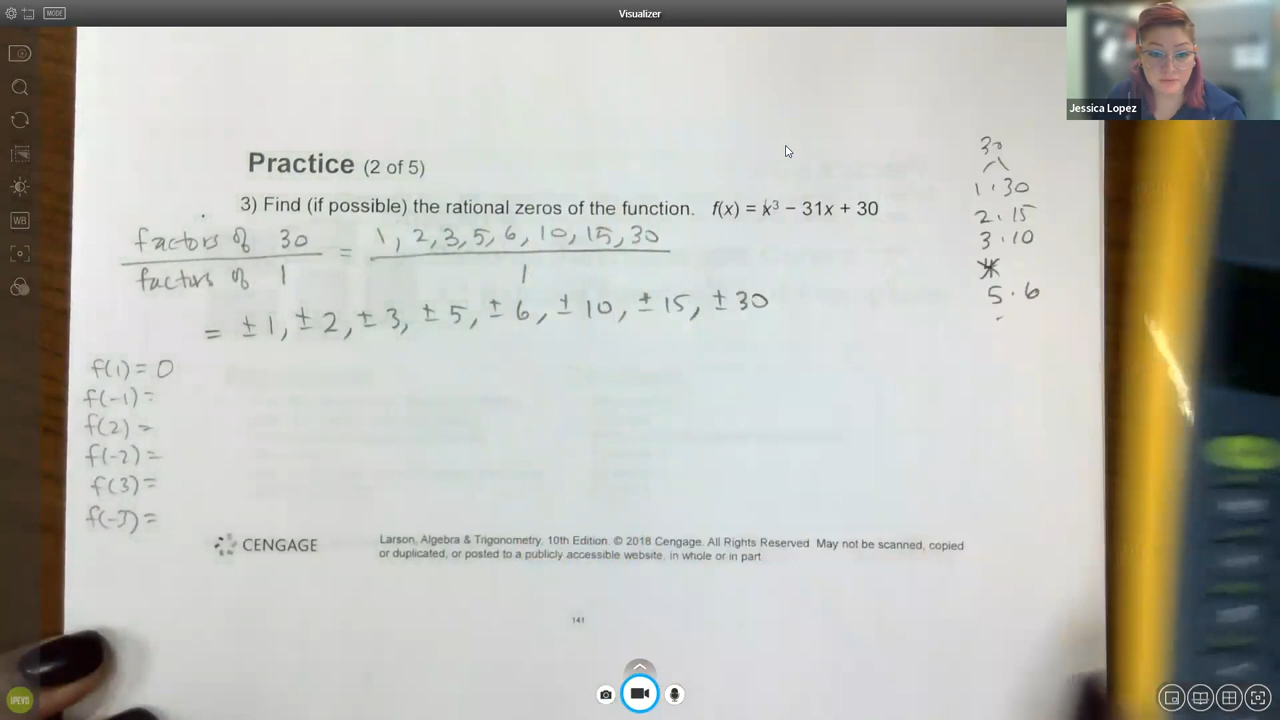 MODE
Visualizer
Jessica Lopez
WB
Practice (2 of 5)
3) Find (if possible) the rational zeros of the function. f(x) = x³ − 31x + 30
factors of 30 = 1, 2, 3, 5, 6, 10, 15, 30
factors of 1 1
= ±1, ±2, ±3, ±5, ±6, ±10, ±15, ±30
30
1·30
2·15
3·10
5·6
f(1) = 0
f(-1) =
f(2) =
f(-2) =
f(3) =
CENGAGE
Larson, Algebra & Trigonometry, 10th Edition. © 2018 Cengage. All Rights Reserved. May not be scanned, copied
or duplicated, or posted to a publicly accessible website, in whole or in part.
141
IPEVO